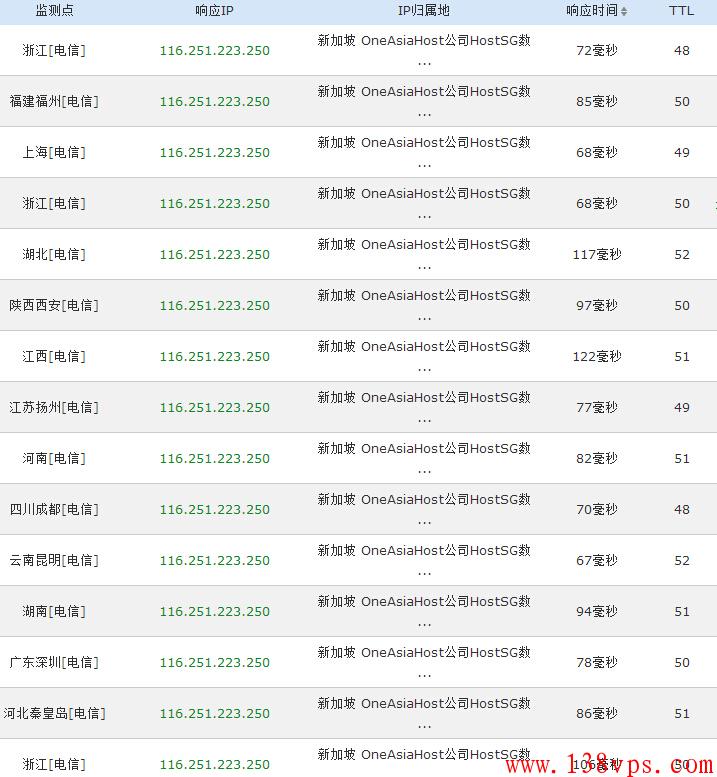 监测点 响应IP IP归属地 响应时间 TTL
浙江[电信] 116.251.223.250 新加坡 OneAsiaHost公司HostSG数... 72毫秒 48
福建福州[电信] 116.251.223.250 新加坡 OneAsiaHost公司HostSG数... 85毫秒 50
上海[电信] 116.251.223.250 新加坡 OneAsiaHost公司HostSG数... 68毫秒 49
浙江[电信] 116.251.223.250 新加坡 OneAsiaHost公司HostSG数... 68毫秒 50
湖北[电信] 116.251.223.250 新加坡 OneAsiaHost公司HostSG数... 117毫秒 52
陕西西安[电信] 116.251.223.250 新加坡 OneAsiaHost公司HostSG数... 97毫秒 50
江西[电信] 116.251.223.250 新加坡 OneAsiaHost公司HostSG数... 122毫秒 51
江苏扬州[电信] 116.251.223.250 新加坡 OneAsiaHost公司HostSG数... 77毫秒 49
河南[电信] 116.251.223.250 新加坡 OneAsiaHost公司HostSG数... 82毫秒 51
四川成都[电信] 116.251.223.250 新加坡 OneAsiaHost公司HostSG数... 70毫秒 48
云南昆明[电信] 116.251.223.250 新加坡 OneAsiaHost公司HostSG数... 67毫秒 52
湖南[电信] 116.251.223.250 新加坡 OneAsiaHost公司HostSG数... 94毫秒 51
广东深圳[电信] 116.251.223.250 新加坡 OneAsiaHost公司HostSG数... 78毫秒 50
河北秦皇岛[电信] 116.251.223.250 新加坡 OneAsiaHost公司HostSG数... 86毫秒 51
浙江[电信] 116.251.223.250 新加坡 OneAsiaHost公司HostSG数... 106毫秒 50
www.138vps.com